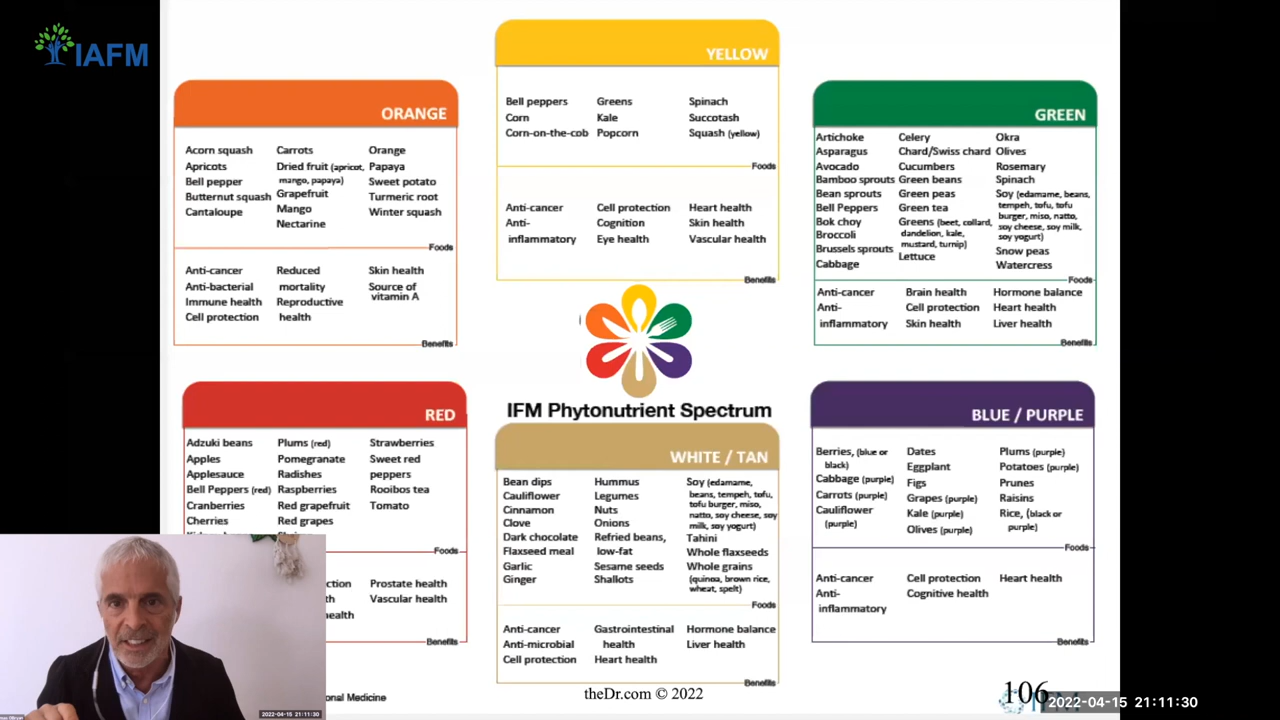 IAFM
YELLOW
Bell peppers Greens Spinach
Corn Kale Succotash
Corn-on-the-cob Popcorn Squash (yellow)
Foods
Anti-cancer Cell protection Heart health
Anti- Cognition Skin health
inflammatory Eye health Vascular health
Benefits
ORANGE
Acorn squash Carrots Orange
Apricots Dried fruit (apricot, Papaya
Bell pepper mango, papaya) Sweet potato
Butternut squash Grapefruit Turmeric root
Cantaloupe Mango Winter squash
Nectarine
Foods
Anti-cancer Reduced Skin health
Anti-bacterial mortality Source of
Immune health Reproductive vitamin A
Cell protection health
Benefits
GREEN
Artichoke Celery Okra
Asparagus Chard/Swiss chard Olives
Avocado Cucumbers Rosemary
Bamboo sprouts Green beans Spinach
Bean sprouts Green peas Soy (edamame, beans,
Bell Peppers Green tea tempeh, tofu, tofu
Bok choy Greens (beet, collard, burger, miso, natto,
Broccoli dandelion, kale, soy cheese, soy milk,
Brussels sprouts mustard, turnip) soy yogurt)
Cabbage Lettuce Snow peas
Watercress
Foods
Anti-cancer Brain health Hormone balance
Anti- Cell protection Heart health
inflammatory Skin health Liver health
Benefits
IFM Phytonutrient Spectrum
RED
Adzuki beans Plums (red) Strawberries
Apples Pomegranate Sweet red
Applesauce Radishes peppers
Bell Peppers (red) Raspberries Rooibos tea
Cranberries Red grapefruit Tomato
Cherries Red grapes
Foods
Prostate health
Vascular health
health
Benefits
WHITE / TAN
Bean dips Hummus Soy (edamame,
Cauliflower Legumes beans, tempeh, tofu,
Cinnamon Nuts tofu burger, miso,
Clove Onions natto, soy cheese, soy
Dark chocolate Refried beans, milk, soy yogurt)
Flaxseed meal low-fat Tahini
Garlic Sesame seeds Whole flaxseeds
Ginger Shallots Whole grains
(quinoa, brown rice,
wheat, spelt)
Foods
Anti-cancer Gastrointestinal Hormone balance
Anti-microbial health Liver health
Cell protection Heart health
Benefits
BLUE / PURPLE
Berries, (blue or Dates Plums (purple)
black) Eggplant Potatoes (purple)
Cabbage (purple) Figs Prunes
Carrots (purple) Grapes (purple) Raisins
Cauliflower Kale (purple) Rice, (black or
(purple) Olives (purple) purple)
Foods
Anti-cancer Cell protection Heart health
Anti- Cognitive health
inflammatory
Benefits
onal Medicine
theDr.com © 2022
106
2022-04-15 21:11:30
2022-04-15 21:11:30